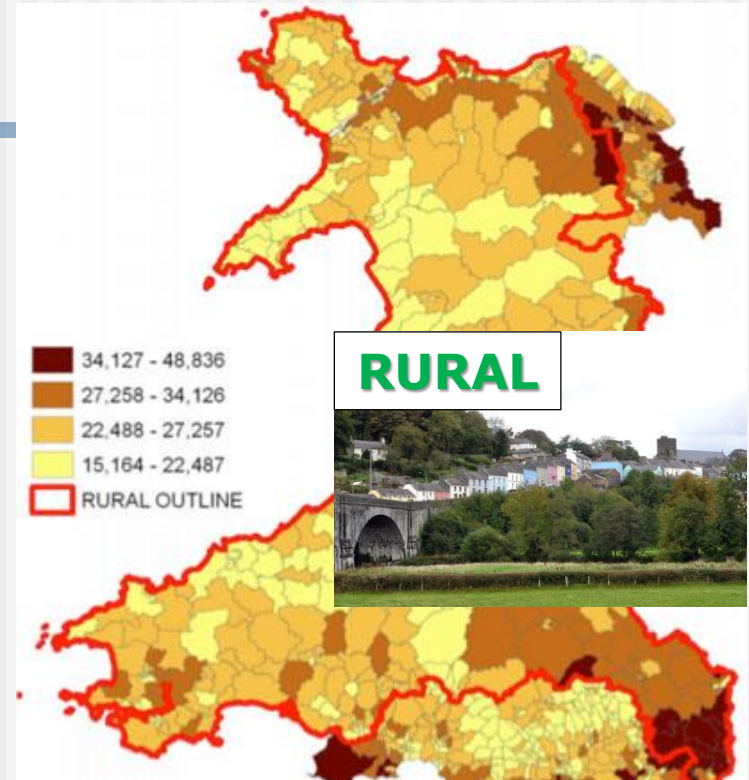 34,127 - 48,836
27,258 - 34,126
22,488 - 27,257
15,164 - 22,487
RURAL OUTLINE
RURAL